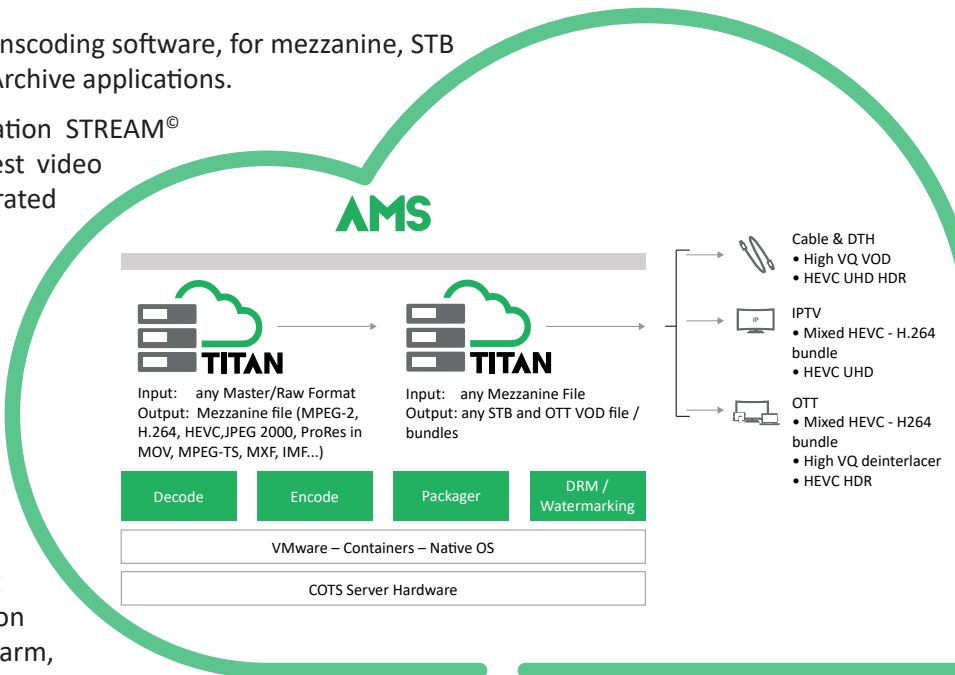 nscoding software, for mezzanine, STB
Archive applications.
ation STREAM©
est video
rated
on
arm,
AMS
TITAN
Input: any Master/Raw Format
Output: Mezzanine file (MPEG-2,
H.264, HEVC,JPEG 2000, ProRes in
MOV, MPEG-TS, MXF, IMF...)
TITAN
Input: any Mezzanine File
Output: any STB and OTT VOD file /
bundles
Decode
Encode
Packager
DRM /
Watermarking
VMware – Containers – Native OS
COTS Server Hardware
Cable & DTH
• High VQ VOD
• HEVC UHD HDR
IP
IPTV
• Mixed HEVC - H.264
bundle
• HEVC UHD
OTT
• Mixed HEVC - H264
bundle
• High VQ deinterlacer
• HEVC HDR